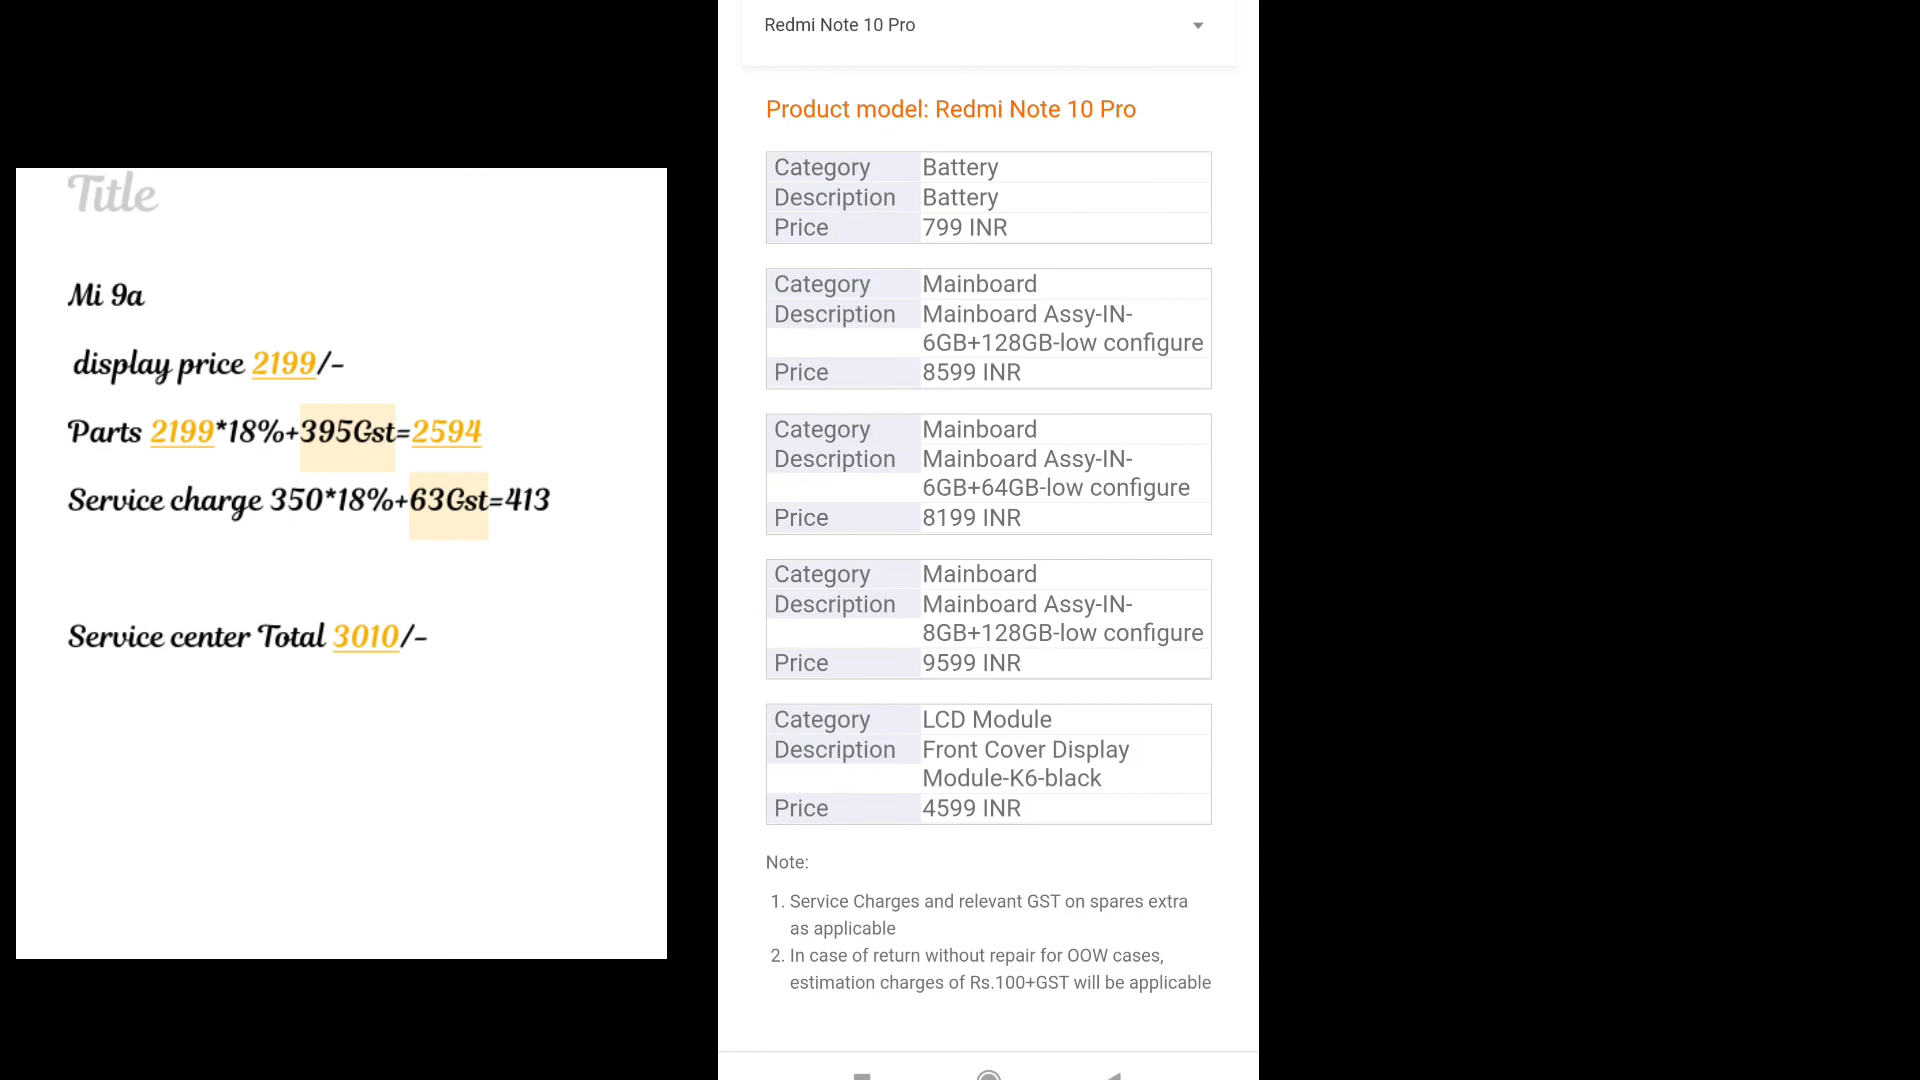 Title
Mi 9a
display price 2199/-
Parts 2199*18%+395Gst=2594
Service charge 350*18%+63Gst=413
Service center Total 3010/-
Redmi Note 10 Pro
Product model: Redmi Note 10 Pro
Category Battery
Description Battery
Price 799 INR
Category Mainboard
Description Mainboard Assy-IN-
6GB+128GB-low configure
Price 8599 INR
Category Mainboard
Description Mainboard Assy-IN-
6GB+64GB-low configure
Price 8199 INR
Category Mainboard
Description Mainboard Assy-IN-
8GB+128GB-low configure
Price 9599 INR
Category LCD Module
Description Front Cover Display
Module-K6-black
Price 4599 INR
Note:
1. Service Charges and relevant GST on spares extra
as applicable
2. In case of return without repair for OOW cases,
estimation charges of Rs.100+GST will be applicable